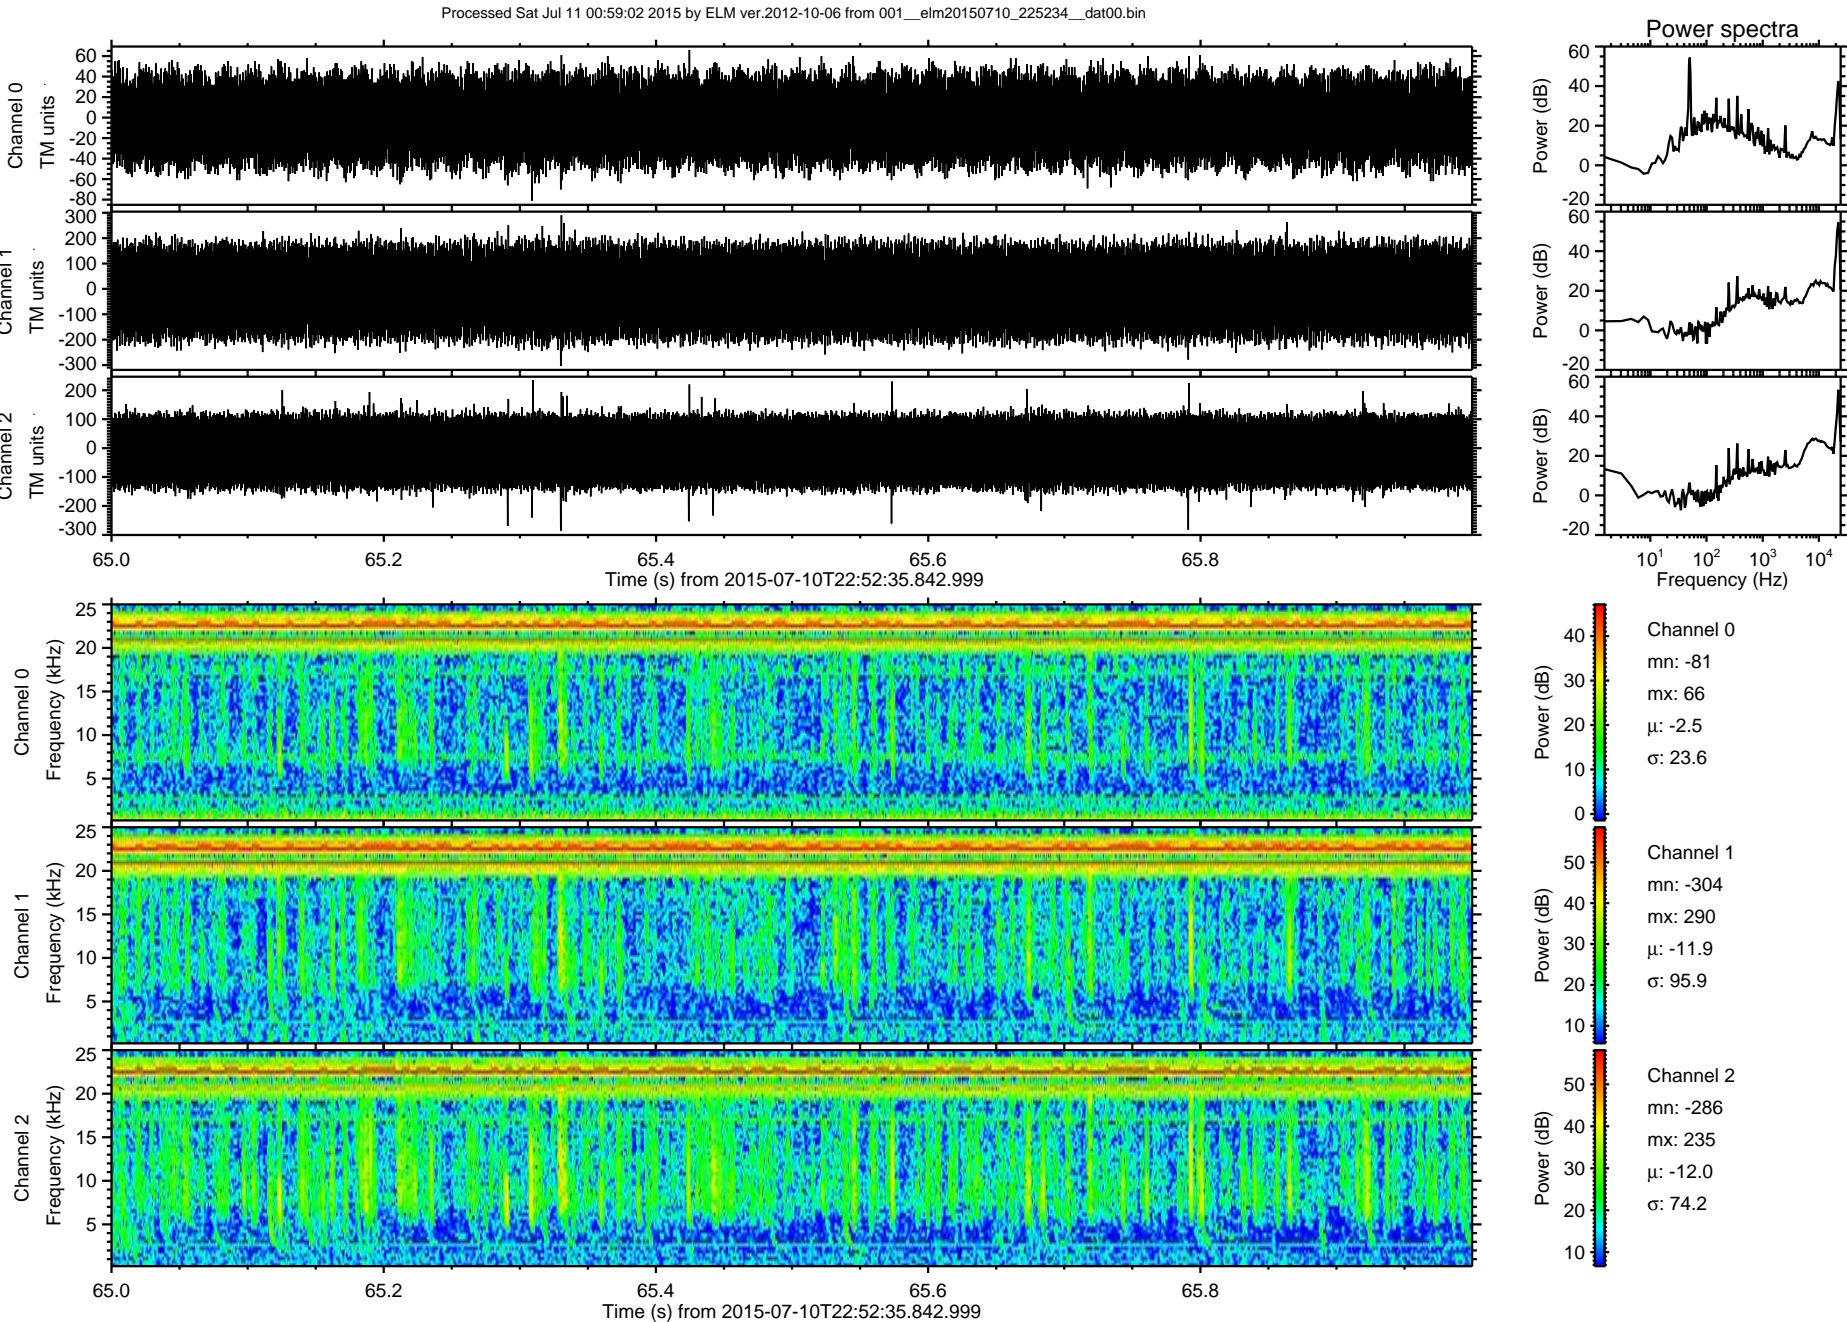 Processed Sat Jul 11 00:59:02 2015 by ELM ver.2012-10-06 from 001__elm20150710_225234__dat00.bin
Power spectra
Channel 0
TM units
60
40
20
0
-20
-40
-60
-80
Power (dB)
60
40
20
0
-20
Channel 1
TM units
300
200
100
0
-100
-200
-300
Power (dB)
60
40
20
0
-20
Channel 2
TM units
200
100
0
-100
-200
-300
Power (dB)
60
40
20
0
-20
65.0 65.2 65.4 65.6 65.8
Time (s) from 2015-07-10T22:52:35.842.999
10^1 10^2 10^3 10^4
Frequency (Hz)
Channel 0
Frequency (kHz)
25
20
15
10
5
Power (dB)
40
30
20
10
0
Channel 0
mn: -81
mx: 66
μ: -2.5
σ: 23.6
Channel 1
Frequency (kHz)
25
20
15
10
5
Power (dB)
50
40
30
20
10
Channel 1
mn: -304
mx: 290
μ: -11.9
σ: 95.9
Channel 2
Frequency (kHz)
25
20
15
10
5
Power (dB)
50
40
30
20
10
Channel 2
mn: -286
mx: 235
μ: -12.0
σ: 74.2
65.0 65.2 65.4 65.6 65.8
Time (s) from 2015-07-10T22:52:35.842.999